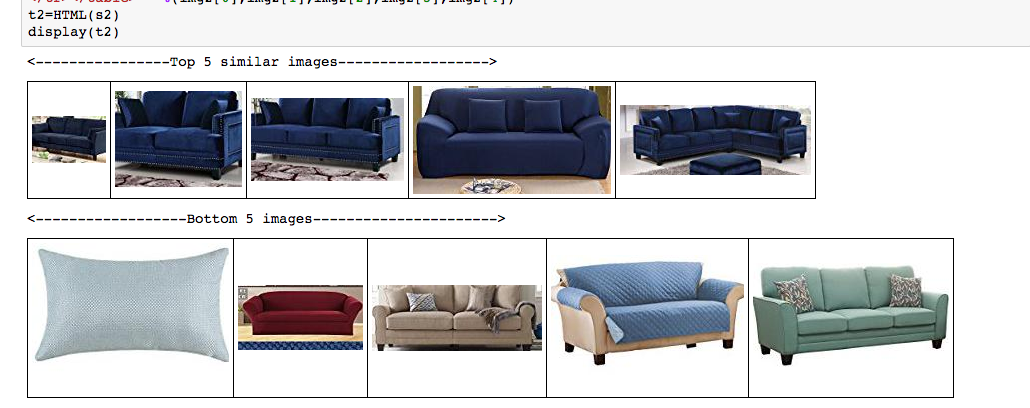 t2=HTML(s2)
display(t2)
<----------------Top 5 similar images------------------>
<------------------Bottom 5 images---------------------->